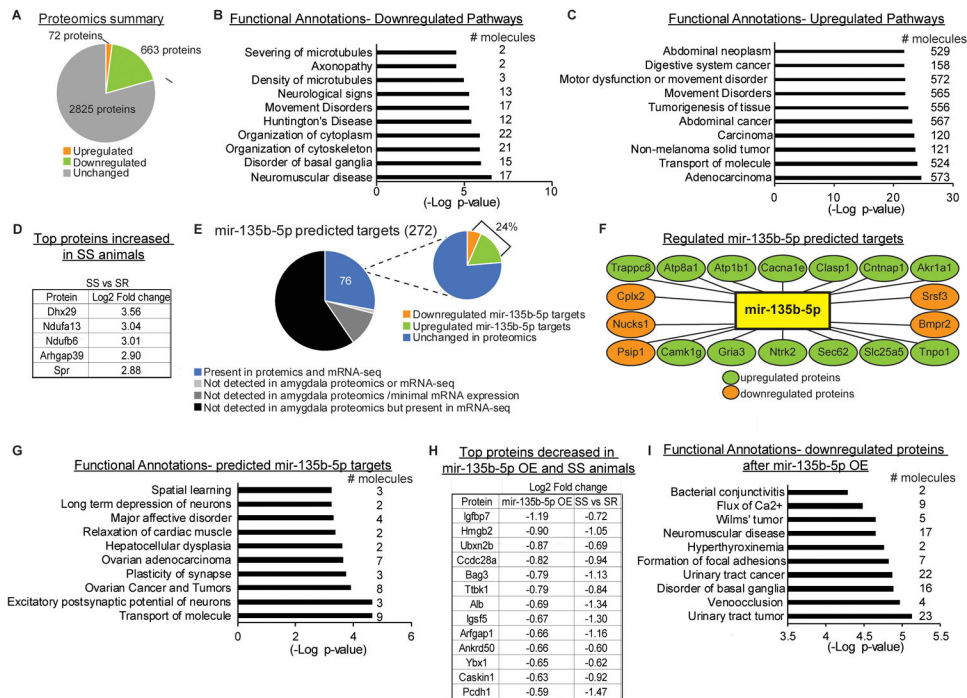 A
Proteomics summary
72 proteins
663 proteins
2825 proteins
Upregulated
Downregulated
Unchanged
B
Functional Annotations- Downregulated Pathways
# molecules
Severing of microtubules 2
Axonopathy 2
Density of microtubules 3
Neurological signs 13
Movement Disorders 17
Huntington's Disease 12
Organization of cytoplasm 22
Organization of cytoskeleton 21
Disorder of basal ganglia 15
Neuromuscular disease 17
0 5 10
(-Log p-value)
C
Functional Annotations- Upregulated Pathways
# molecules
Abdominal neoplasm 529
Digestive system cancer 158
Motor dysfunction or movement disorder 572
Movement Disorders 565
Tumorigenesis of tissue 556
Abdominal cancer 567
Carcinoma 120
Non-melanoma solid tumor 121
Transport of molecule 524
Adenocarcinoma 573
0 10 20 30
(-Log p-value)
D
Top proteins increased
in SS animals
SS vs SR
Protein Log2 Fold change
Dhx29 3.56
Ndufa13 3.04
Ndufb6 3.01
Arhgap39 2.90
Spr 2.88
E
mir-135b-5p predicted targets (272)
24%
76
Downregulated mir-135b-5p targets
Upregulated mir-135b-5p targets
Unchanged in proteomics
Present in protemics and mRNA-seq
Not detected in amygdala proteomics or mRNA-seq
Not detected in amygdala proteomics /minimal mRNA expression
Not detected in amygdala proteomics but present in mRNA-seq
F
Regulated mir-135b-5p predicted targets
Trappc8 Atp8a1 Atp1b1 Cacna1e Clasp1 Cntnap1 Akr1a1
Cplx2 Srsf3
mir-135b-5p
Nucks1 Bmpr2
Psip1 Camk1g Gria3 Ntrk2 Sec62 Slc25a5 Tnpo1
upregulated proteins
downregulated proteins
G
Functional Annotations- predicted mir-135b-5p targets
# molecules
Spatial learning 3
Long term depression of neurons 2
Major affective disorder 4
Relaxation of cardiac muscle 2
Hepatocellular dysplasia 2
Ovarian adenocarcinoma 7
Plasticity of synapse 3
Ovarian Cancer and Tumors 8
Excitatory postsynaptic potential of neurons 3
Transport of molecule 9
0 1 2 3 4 5 6
(-Log p-value)
H
Top proteins decreased in
mir-135b-5p OE and SS animals
Log2 Fold change
Protein mir-135b-5p OE SS vs SR
Igfbp7 -1.19 -0.72
Hmgb2 -0.90 -1.05
Ubxn2b -0.87 -0.69
Ccdc28a -0.82 -0.94
Bag3 -0.79 -1.13
Ttbk1 -0.79 -0.84
Alb -0.69 -1.34
Igsf5 -0.67 -1.30
Arfgap1 -0.66 -1.16
Ankrd50 -0.66 -0.60
Ybx1 -0.65 -0.62
Caskin1 -0.63 -0.92
Pcdh1 -0.59 -1.47
I
Functional Annotations- downregulated proteins
after mir-135b-5p OE
# molecules
Bacterial conjunctivitis 2
Flux of Ca2+ 9
Wilms' tumor 5
Neuromuscular disease 17
Hyperthyroxinemia 2
Formation of focal adhesions 7
Urinary tract cancer 22
Disorder of basal ganglia 16
Venoocclusion 4
Urinary tract tumor 23
3.5 4 4.5 5 5.5
(-Log p-value)